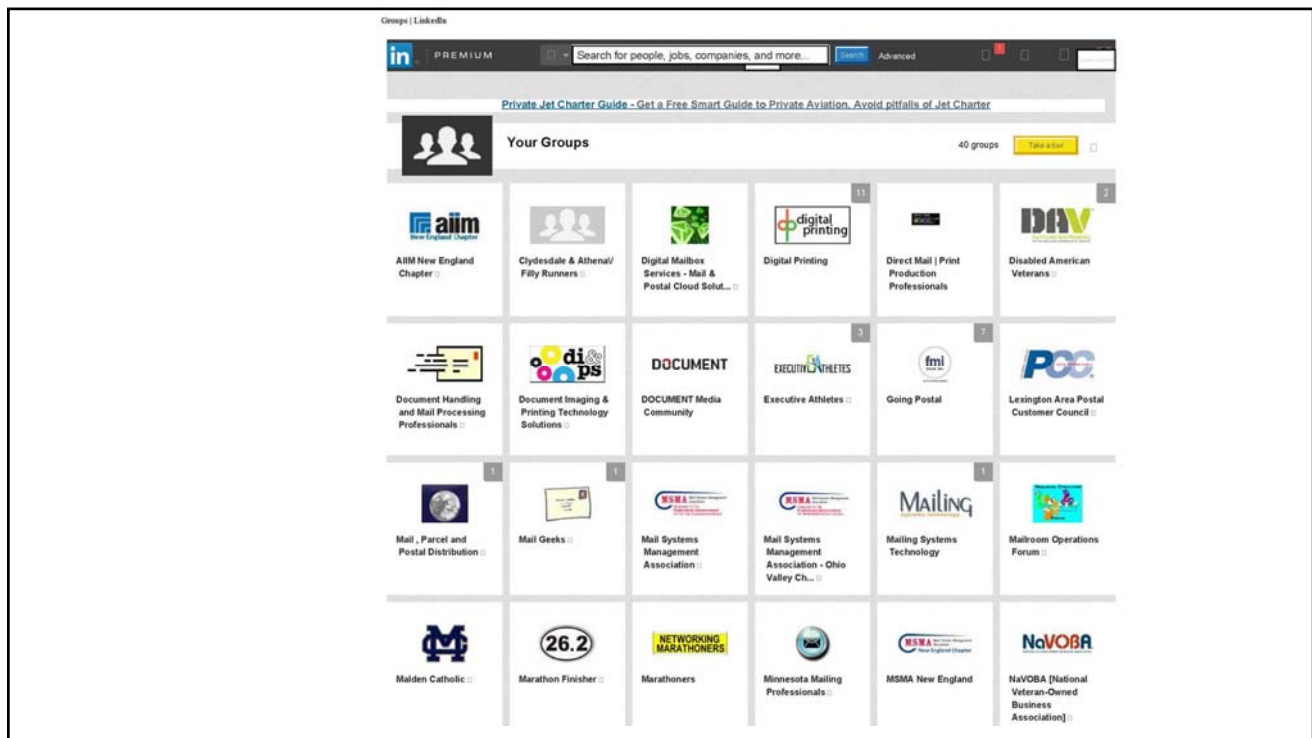 Groups | LinkedIn
in PREMIUM Search for people, jobs, companies, and more... Search Advanced 1
Private Jet Charter Guide - Get a Free Smart Guide to Private Aviation. Avoid pitfalls of Jet Charter
Your Groups 40 groups Take a tour
11 2
aiim
New England Chapter
digital
printing
DAV
AIIM New England
Chapter
Clydesdale & Athena\/
Filly Runners
Digital Mailbox
Services - Mail &
Postal Cloud Solut...
Digital Printing
Direct Mail | Print
Production
Professionals
Disabled American
Veterans
3 7
di&
ps
DOCUMENT
EXECUTIVE ATHLETES
fmi
PCC
Document Handling
and Mail Processing
Professionals
Document Imaging &
Printing Technology
Solutions
DOCUMENT Media
Community
Executive Athletes
Going Postal
Lexington Area Postal
Customer Council
1 1 1
MSMA
MSMA
MAILING
Systems Technology
Mail , Parcel and
Postal Distribution
Mail Geeks
Mail Systems
Management
Association
Mail Systems
Management
Association - Ohio
Valley Ch...
Mailing Systems
Technology
Mailroom Operations
Forum
MC
26.2
NETWORKING
MARATHONERS
MSMA
New England Chapter
NaVOBA
Malden Catholic
Marathon Finisher
Marathoners
Minnesota Mailing
Professionals
MSMA New England
NaVOBA [National
Veteran-Owned
Business
Association]